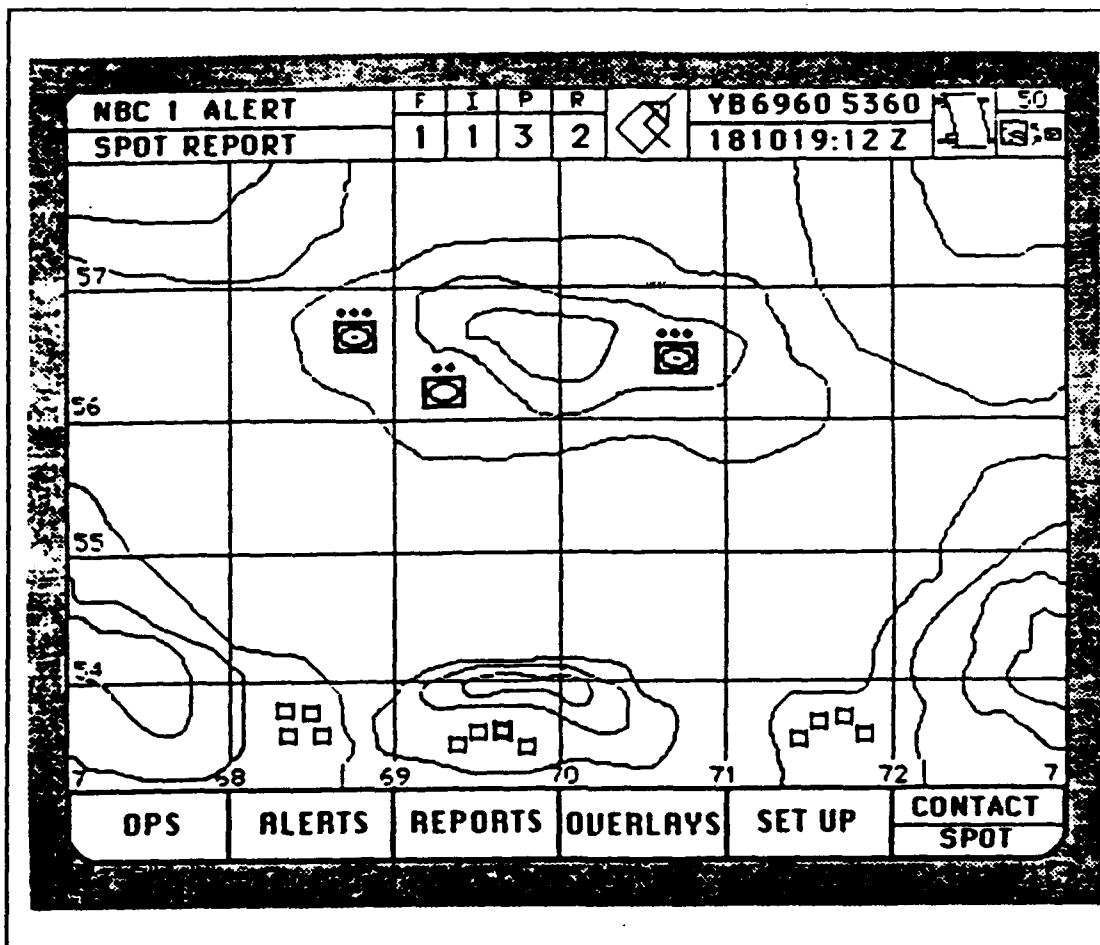 NBC 1 ALERT
SPOT REPORT
F I P R
1 1 3 2
YB6960 5360
181019:12 Z
50
57
56
55
54
7 68 69 70 71 72 7
OPS
ALERTS
REPORTS
OVERLAYS
SET UP
CONTACT
SPOT